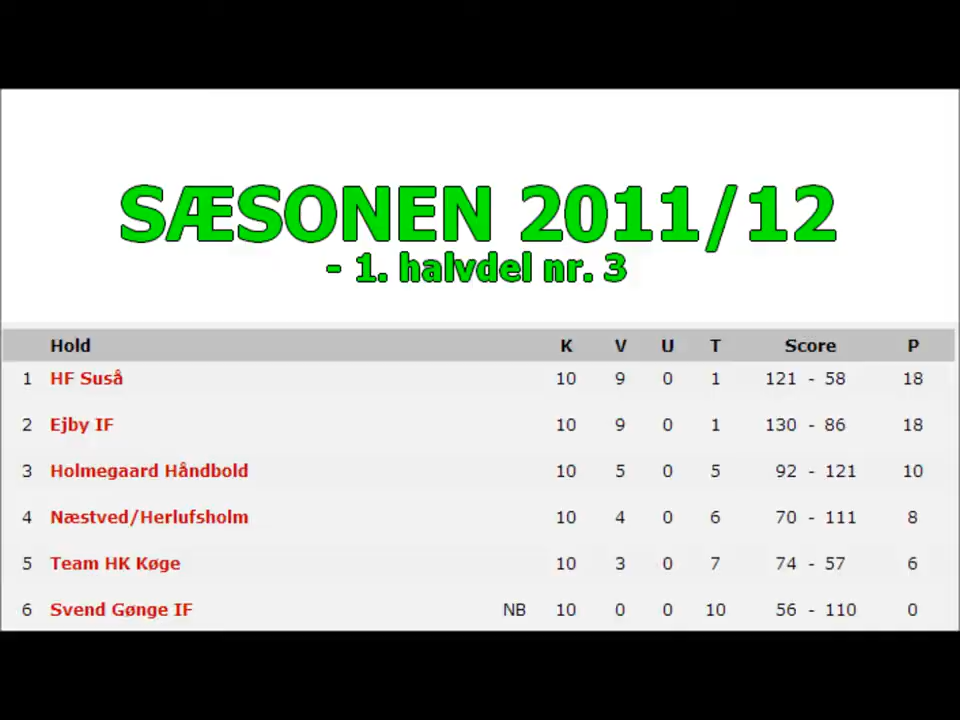 SÆSONEN 2011/12
- 1. halvdel nr. 3
Hold K V U T Score P
1 HF Suså 10 9 0 1 121 - 58 18
2 Ejby IF 10 9 0 1 130 - 86 18
3 Holmegaard Håndbold 10 5 0 5 92 - 121 10
4 Næstved/Herlufsholm 10 4 0 6 70 - 111 8
5 Team HK Køge 10 3 0 7 74 - 57 6
6 Svend Gønge IF NB 10 0 0 10 56 - 110 0